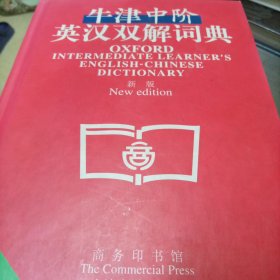 牛津中阶
英汉双解词典
OXFORD
INTERMEDIATE LEARNER'S
ENGLISH-CHINESE
DICTIONARY
新版
New edition
商务印书馆
The Commercial Press